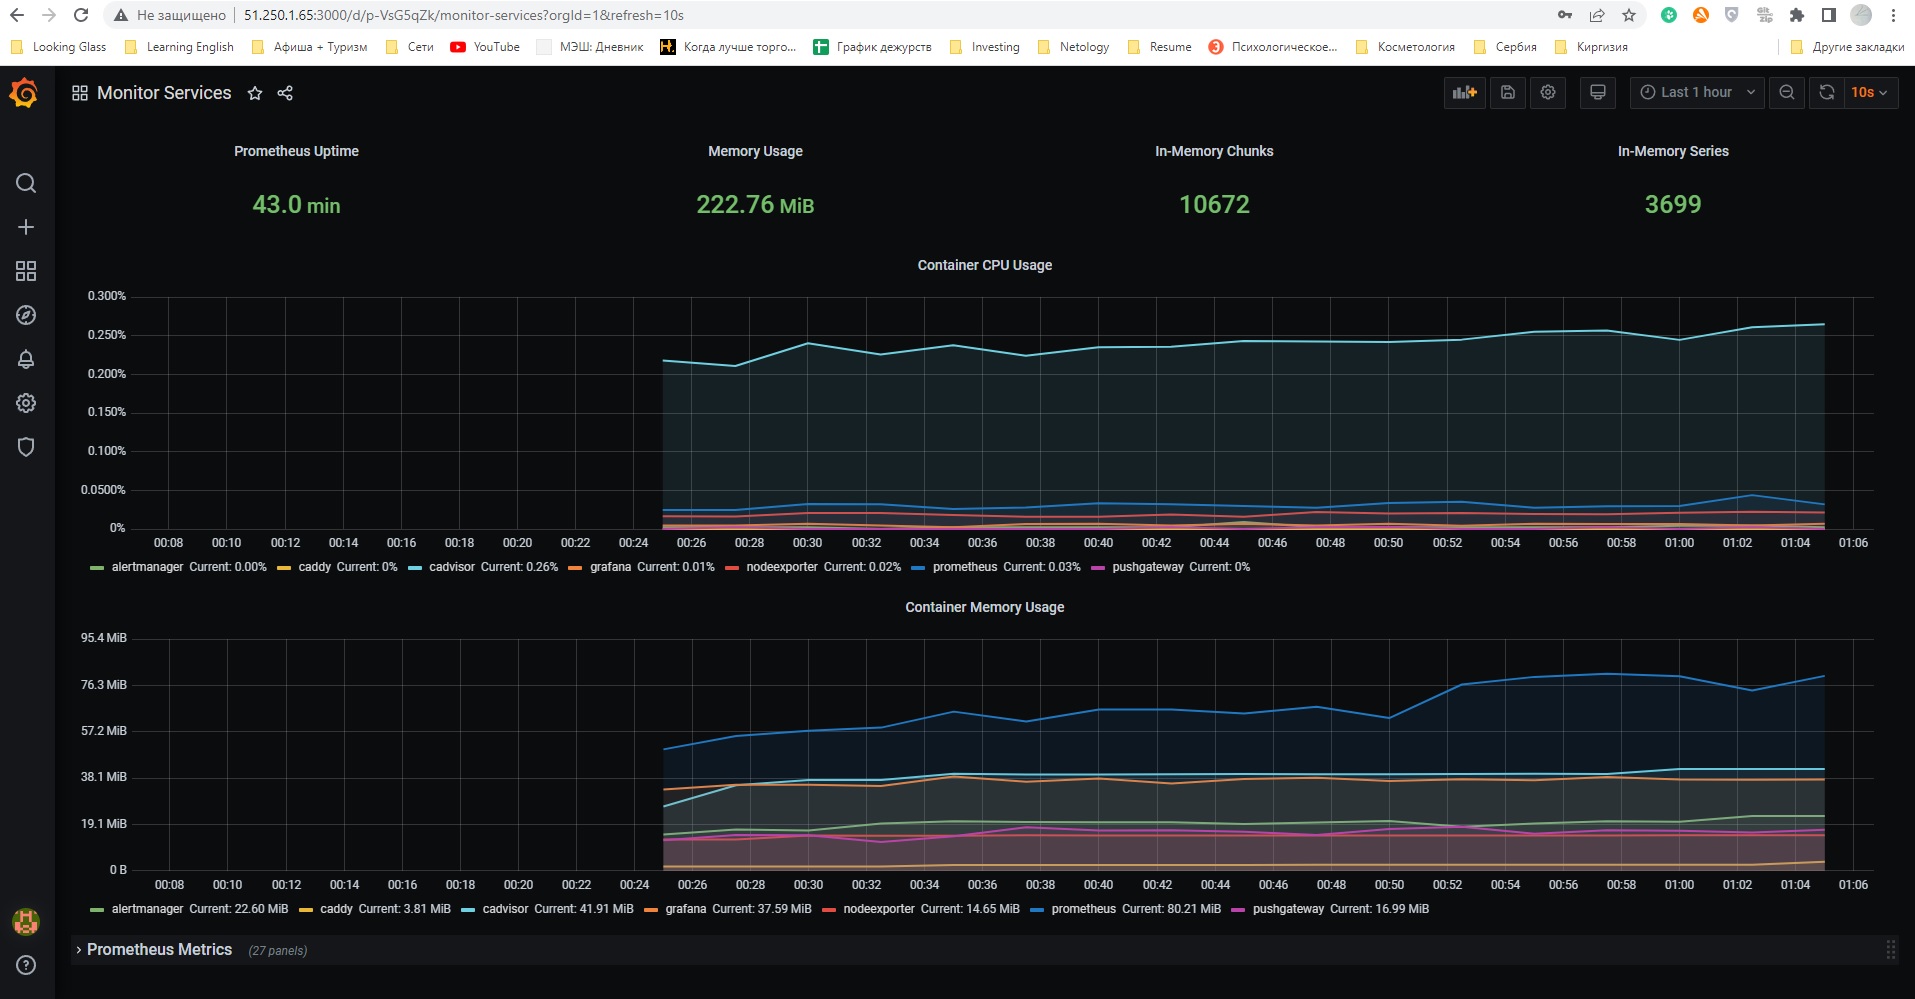 Не защищено 51.250.1.65:3000/d/p-VsG5qZk/monitor-services?orgId=1&refresh=10s
Looking Glass Learning English Афиша + Туризм Сети YouTube МЭШ: Дневник Когда лучше торго... График дежурств Investing Netology Resume Психологическое... Косметология Сербия Киргизия Другие закладки
Monitor Services Last 1 hour 10s
Prometheus Uptime Memory Usage In-Memory Chunks In-Memory Series
43.0 min 222.76 MiB 10672 3699
Container CPU Usage
0.300%
0.250%
0.200%
0.150%
0.100%
0.0500%
0%
00:08 00:10 00:12 00:14 00:16 00:18 00:20 00:22 00:24 00:26 00:28 00:30 00:32 00:34 00:36 00:38 00:40 00:42 00:44 00:46 00:48 00:50 00:52 00:54 00:56 00:58 01:00 01:02 01:04 01:06
alertmanager Current: 0.00% caddy Current: 0% cadvisor Current: 0.26% grafana Current: 0.01% nodeexporter Current: 0.02% prometheus Current: 0.03% pushgateway Current: 0%
Container Memory Usage
95.4 MiB
76.3 MiB
57.2 MiB
38.1 MiB
19.1 MiB
0 B
00:08 00:10 00:12 00:14 00:16 00:18 00:20 00:22 00:24 00:26 00:28 00:30 00:32 00:34 00:36 00:38 00:40 00:42 00:44 00:46 00:48 00:50 00:52 00:54 00:56 00:58 01:00 01:02 01:04 01:06
alertmanager Current: 22.60 MiB caddy Current: 3.81 MiB cadvisor Current: 41.91 MiB grafana Current: 37.59 MiB nodeexporter Current: 14.65 MiB prometheus Current: 80.21 MiB pushgateway Current: 16.99 MiB
Prometheus Metrics (27 panels)